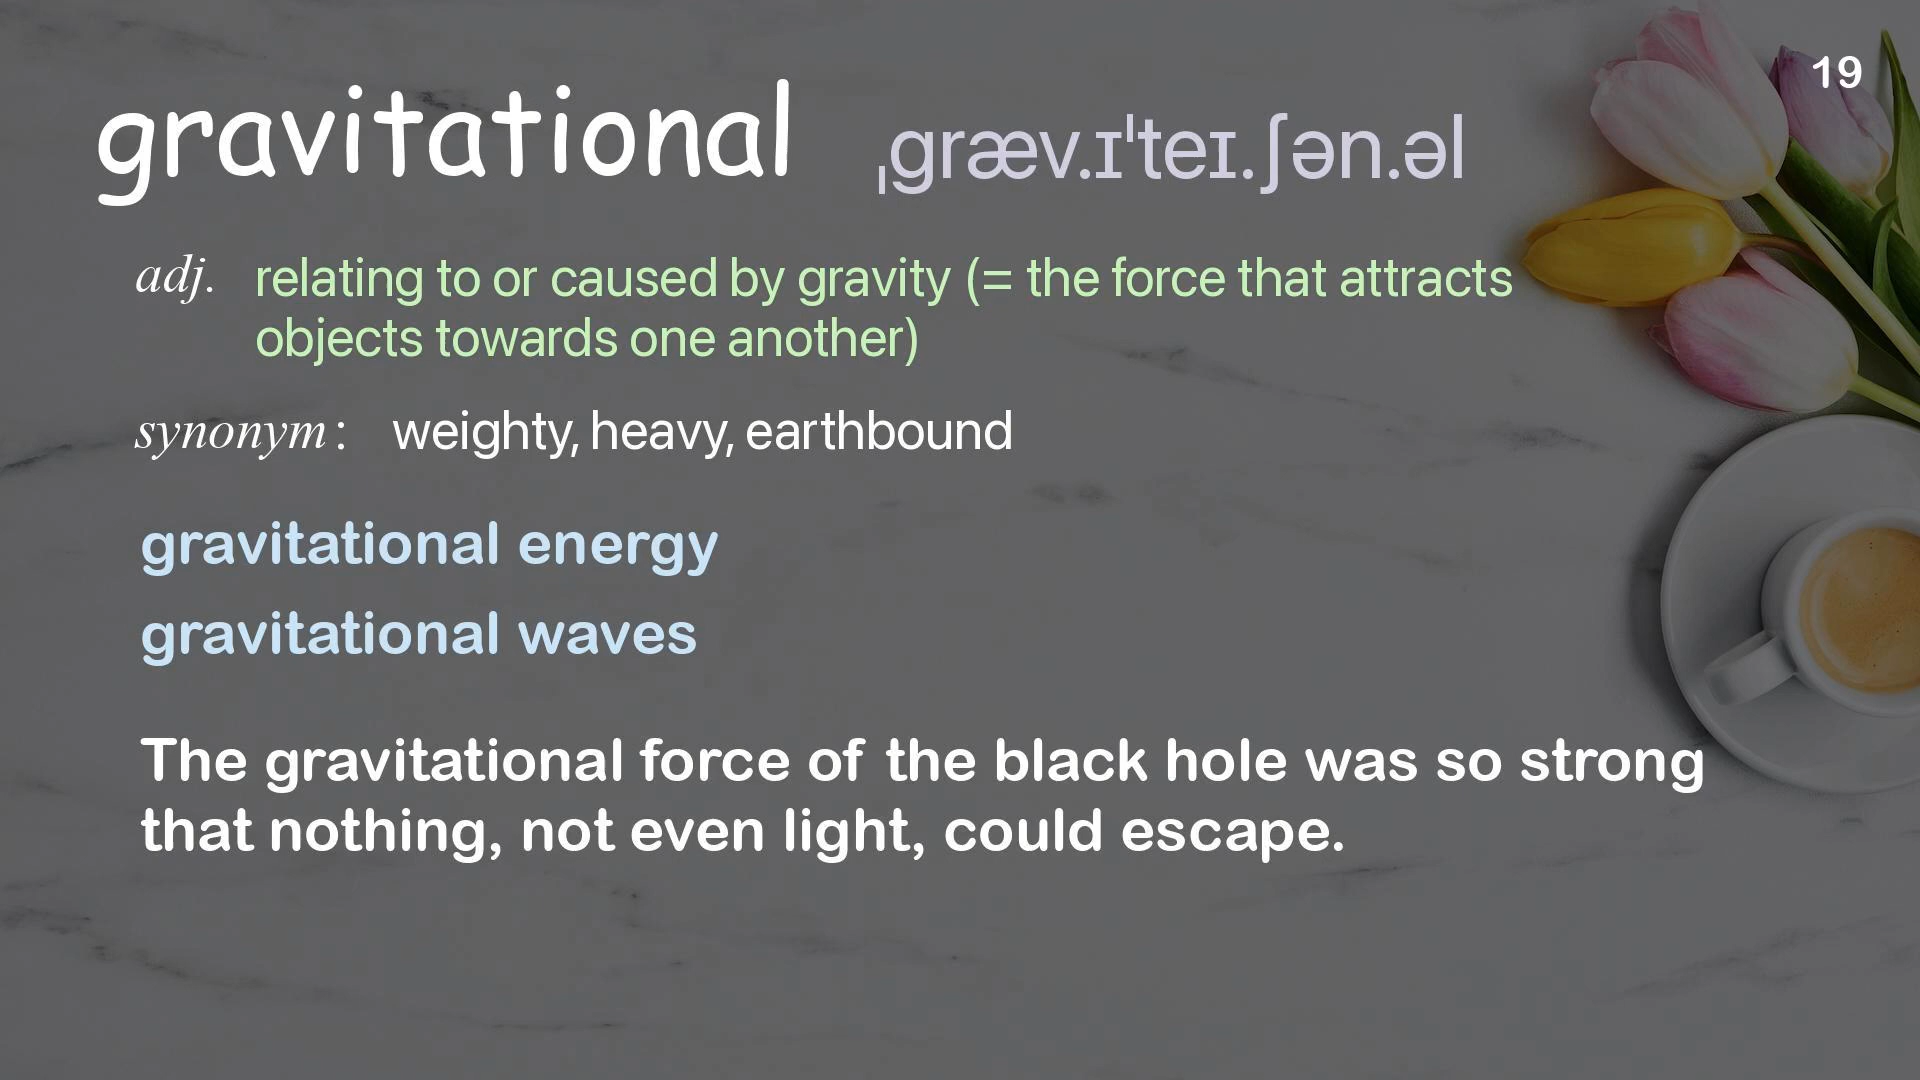 19
gravitational ˌɡræv.ɪˈteɪ.ʃən.əl
adj. relating to or caused by gravity (= the force that attracts
objects towards one another)
synonym: weighty, heavy, earthbound
gravitational energy
gravitational waves
The gravitational force of the black hole was so strong
that nothing, not even light, could escape.